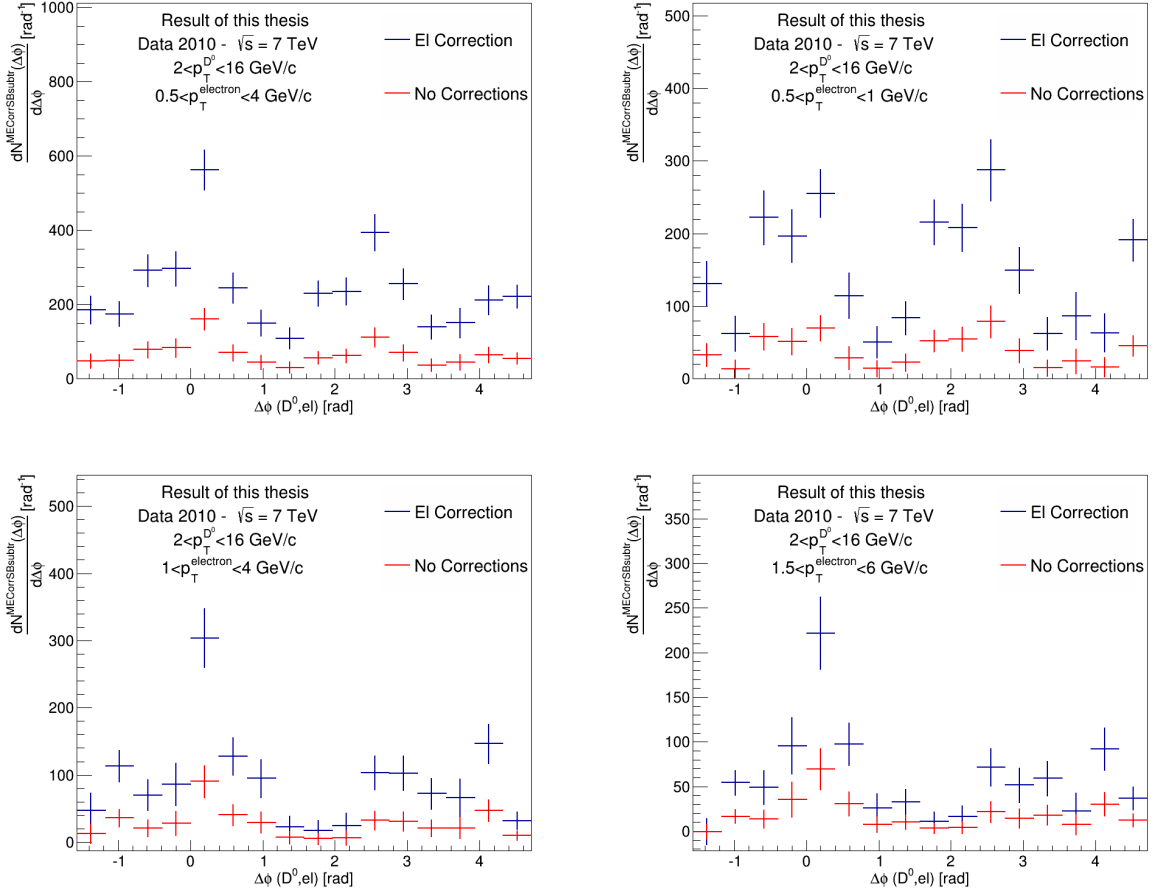 dN^MECorrSBsubtr(Δφ) / dΔφ [rad⁻¹]
1000
800
600
400
200
0
Result of this thesis
Data 2010 - √s = 7 TeV
2<p_T^D⁰<16 GeV/c
0.5<p_T^electron<4 GeV/c
El Correction
No Corrections
-1 0 1 2 3 4
Δφ (D⁰,el) [rad]
dN^MECorrSBsubtr(Δφ) / dΔφ [rad⁻¹]
500
400
300
200
100
0
Result of this thesis
Data 2010 - √s = 7 TeV
2<p_T^D⁰<16 GeV/c
0.5<p_T^electron<1 GeV/c
El Correction
No Corrections
-1 0 1 2 3 4
Δφ (D⁰,el) [rad]
dN^MECorrSBsubtr(Δφ) / dΔφ [rad⁻¹]
500
400
300
200
100
0
Result of this thesis
Data 2010 - √s = 7 TeV
2<p_T^D⁰<16 GeV/c
1<p_T^electron<4 GeV/c
El Correction
No Corrections
-1 0 1 2 3 4
Δφ (D⁰,el) [rad]
dN^MECorrSBsubtr(Δφ) / dΔφ [rad⁻¹]
350
300
250
200
150
100
50
0
Result of this thesis
Data 2010 - √s = 7 TeV
2<p_T^D⁰<16 GeV/c
1.5<p_T^electron<6 GeV/c
El Correction
No Corrections
-1 0 1 2 3 4
Δφ (D⁰,el) [rad]